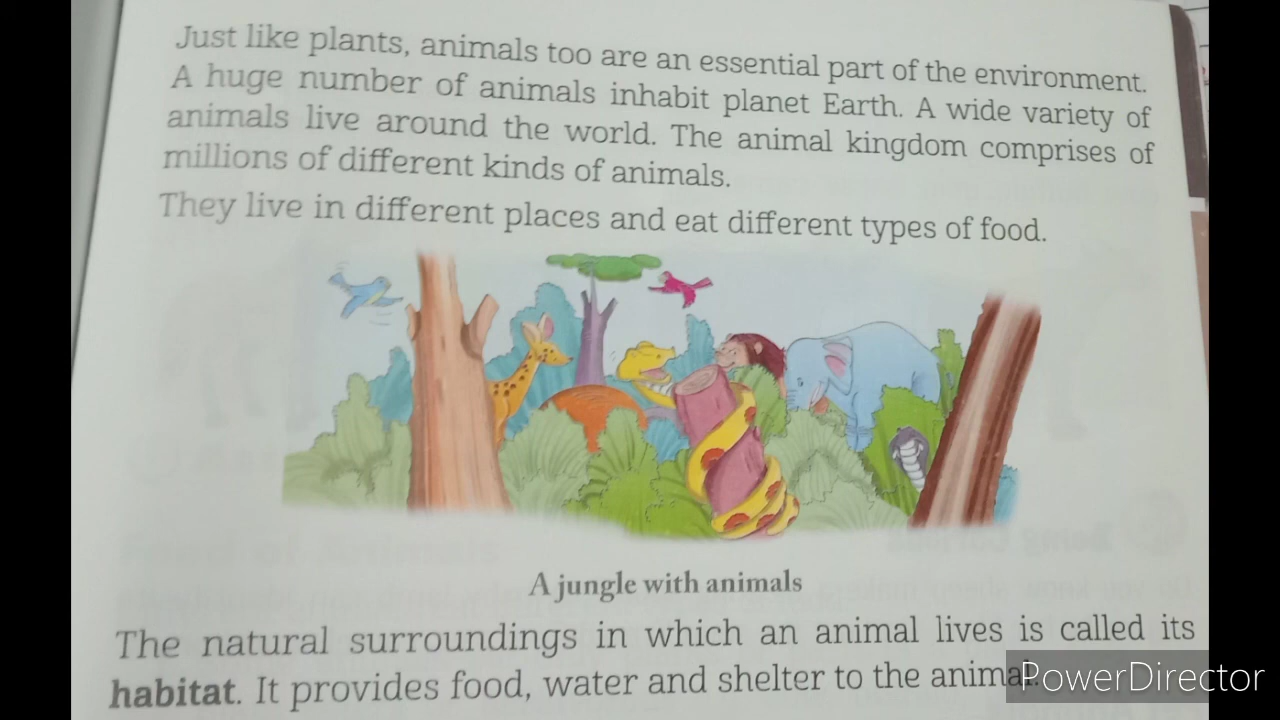 Just like plants, animals too are an essential part of the environment.
A huge number of animals inhabit planet Earth. A wide variety of
animals live around the world. The animal kingdom comprises of
millions of different kinds of animals.
They live in different places and eat different types of food.
A jungle with animals
The natural surroundings in which an animal lives is called its
habitat. It provides food, water and shelter to the animal.
PowerDirector